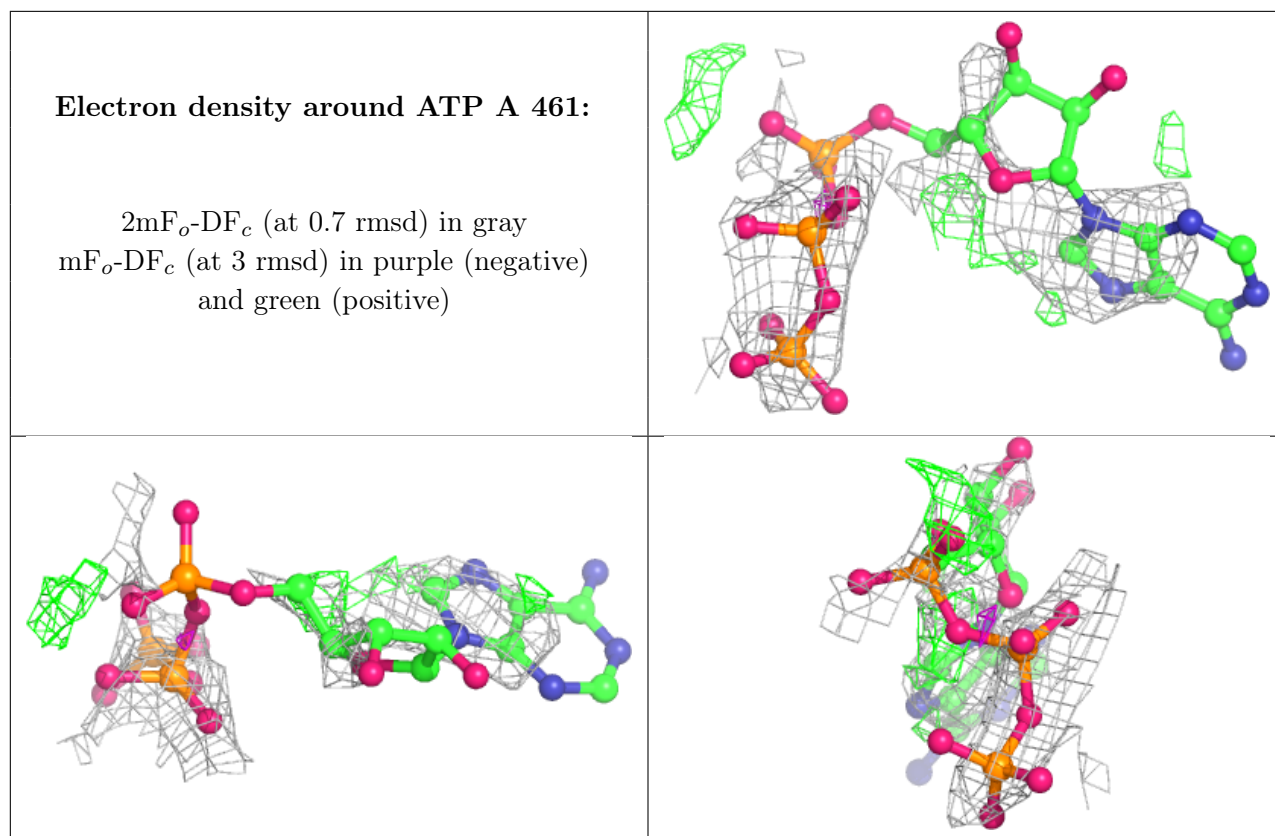 Electron density around ATP A 461:
2mFₒ-DF𝒸 (at 0.7 rmsd) in gray
mFₒ-DF𝒸 (at 3 rmsd) in purple (negative)
and green (positive)